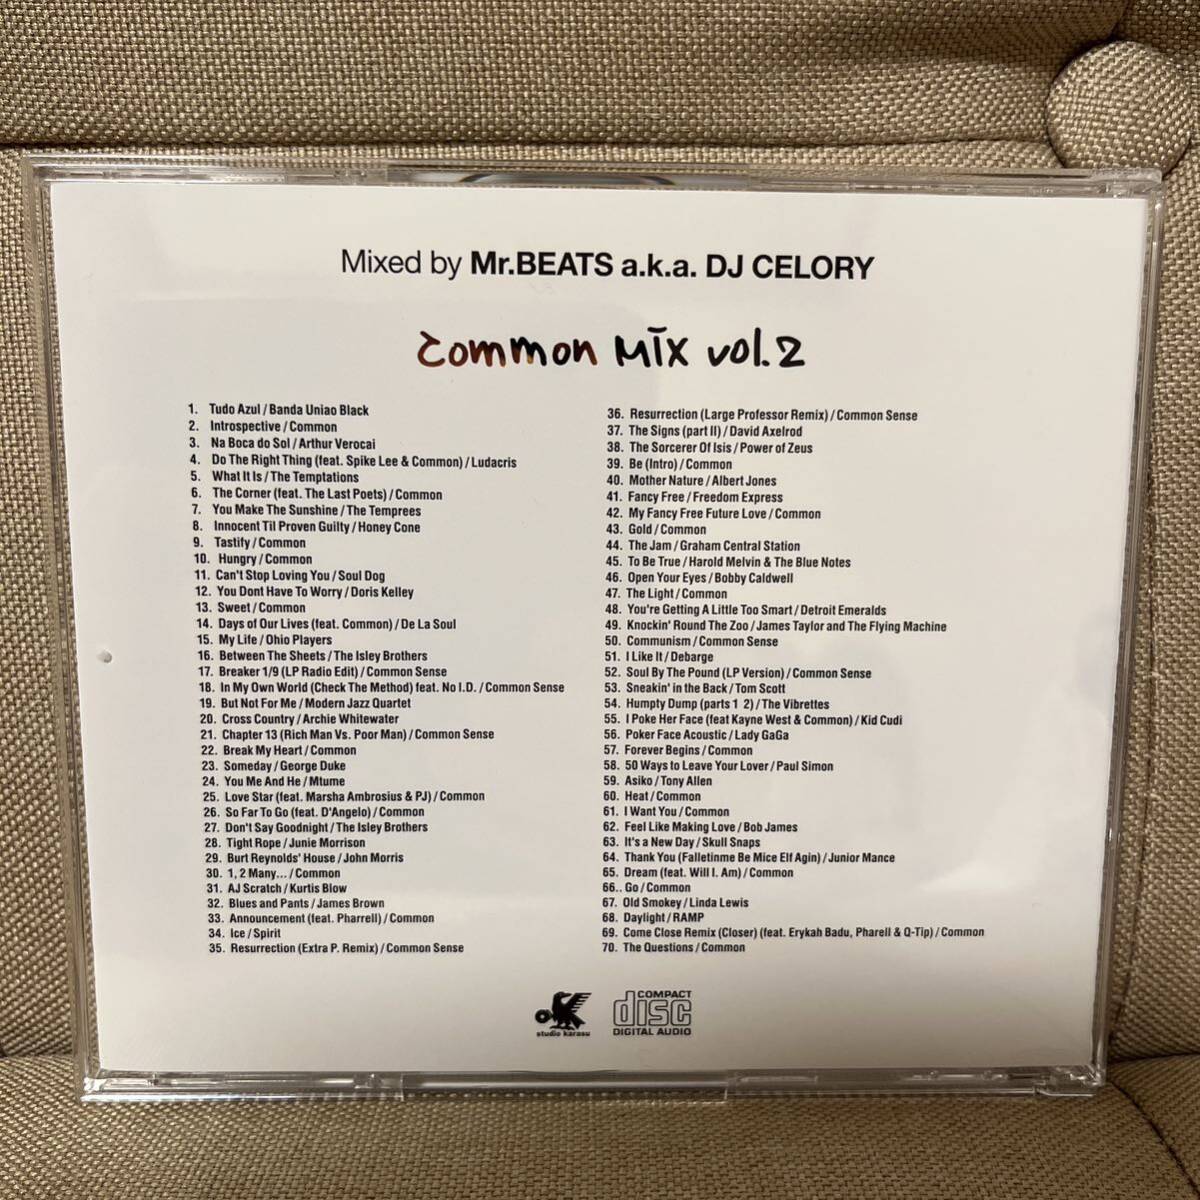 Mixed by Mr.BEATS a.k.a. DJ CELORY
common MIX vol.2
1. Tudo Azul / Banda Uniao Black
2. Introspective / Common
3. Na Boca do Sol / Arthur Verocai
4. Do The Right Thing (feat. Spike Lee & Common) / Ludacris
5. What It Is / The Temptations
6. The Corner (feat. The Last Poets) / Common
7. You Make The Sunshine / The Temprees
8. Innocent Til Proven Guilty / Honey Cone
9. Tastify / Common
10. Hungry / Common
11. Can't Stop Loving You / Soul Dog
12. You Dont Have To Worry / Doris Kelley
13. Sweet / Common
14. Days of Our Lives (feat. Common) / De La Soul
15. My Life / Ohio Players
16. Between The Sheets / The Isley Brothers
17. Breaker 1/9 (LP Radio Edit) / Common Sense
18. In My Own World (Check The Method) feat. No I.D. / Common Sense
19. But Not For Me / Modern Jazz Quartet
20. Cross Country / Archie Whitewater
21. Chapter 13 (Rich Man Vs. Poor Man) / Common Sense
22. Break My Heart / Common
23. Someday / George Duke
24. You Me And He / Mtume
25. Love Star (feat. Marsha Ambrosius & PJ) / Common
26. So Far To Go (feat. D'Angelo) / Common
27. Don't Say Goodnight / The Isley Brothers
28. Tight Rope / Junie Morrison
29. Burt Reynolds' House / John Morris
30. 1, 2 Many... / Common
31. AJ Scratch / Kurtis Blow
32. Blues and Pants / James Brown
33. Announcement (feat. Pharrell) / Common
34. Ice / Spirit
35. Resurrection (Extra P. Remix) / Common Sense
36. Resurrection (Large Professor Remix) / Common Sense
37. The Signs (part II) / David Axelrod
38. The Sorcerer Of Isis / Power of Zeus
39. Be (Intro) / Common
40. Mother Nature / Albert Jones
41. Fancy Free / Freedom Express
42. My Fancy Free Future Love / Common
43. Gold / Common
44. The Jam / Graham Central Station
45. To Be True / Harold Melvin & The Blue Notes
46. Open Your Eyes / Bobby Caldwell
47. The Light / Common
48. You're Getting A Little Too Smart / Detroit Emeralds
49. Knockin' Round The Zoo / James Taylor and The Flying Machine
50. Communism / Common Sense
51. I Like It / Debarge
52. Soul By The Pound (LP Version) / Common Sense
53. Sneakin' in the Back / Tom Scott
54. Humpty Dump (parts 1 2) / The Vibrettes
55. I Poke Her Face (feat Kayne West & Common) / Kid Cudi
56. Poker Face Acoustic / Lady GaGa
57. Forever Begins / Common
58. 50 Ways to Leave Your Lover / Paul Simon
59. Asiko / Tony Allen
60. Heat / Common
61. I Want You / Common
62. Feel Like Making Love / Bob James
63. It's a New Day / Skull Snaps
64. Thank You (Falletinme Be Mice Elf Agin) / Junior Mance
65. Dream (feat. Will I. Am) / Common
66.. Go / Common
67. Old Smokey / Linda Lewis
68. Daylight / RAMP
69. Come Close Remix (Closer) (feat. Erykah Badu, Pharell & Q-Tip) / Common
70. The Questions / Common
studio karasu
COMPACT
disc
DIGITAL AUDIO